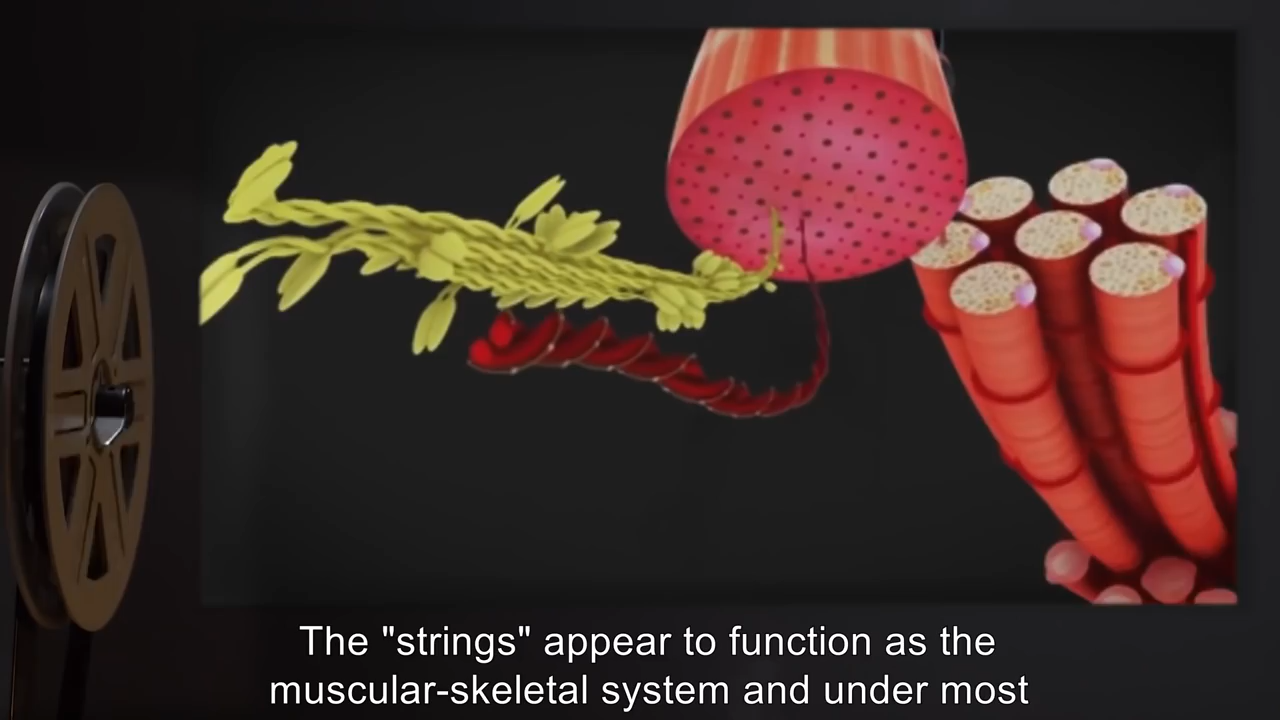 The "strings" appear to function as the
muscular-skeletal system and under most